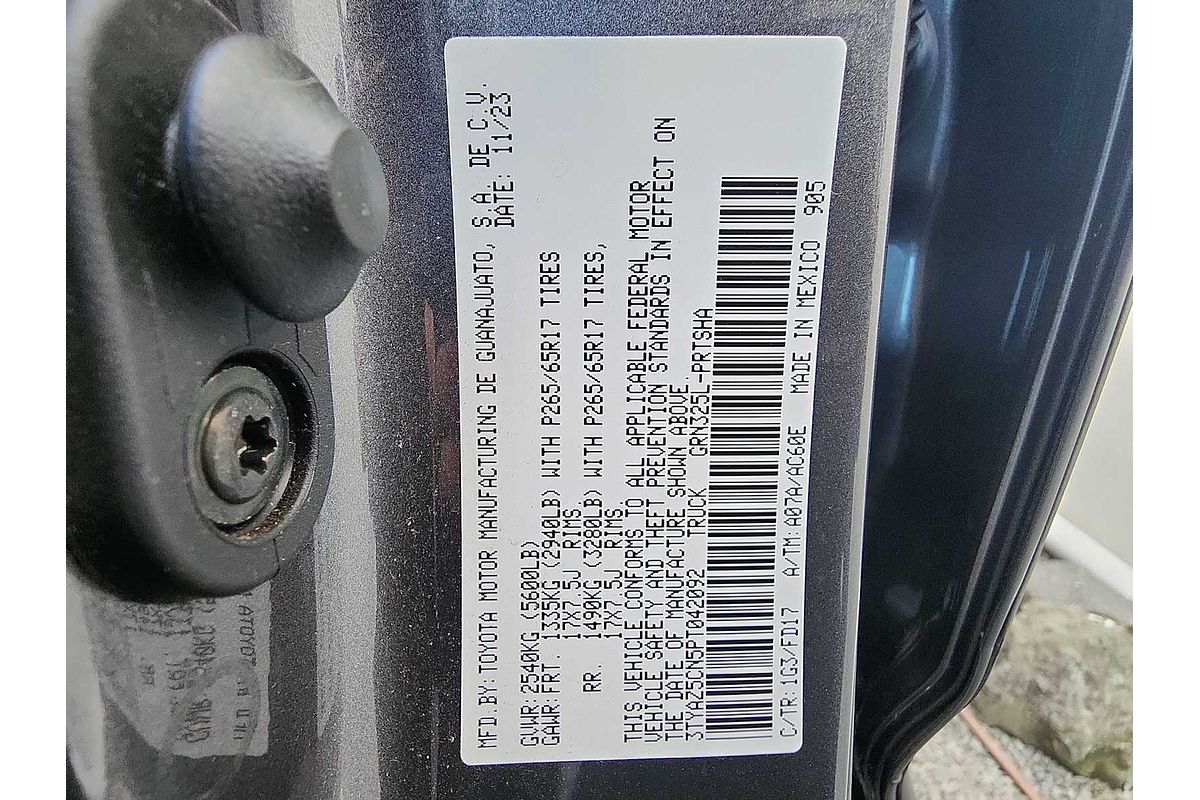 MFD.BY: TOYOTA MOTOR MANUFACTURING DE GUANAJUATO, S.A. DE C.V.
DATE: 11/23
GVWR: 2540KG (5600LB)
GAWR: FRT. 1335KG (2940LB) WITH P265/65R17 TIRES
17X7.5J RIMS
RR. 1490KG (3280LB) WITH P265/65R17 TIRES,
17X7.5J RIMS
THIS VEHICLE CONFORMS TO ALL APPLICABLE FEDERAL MOTOR
VEHICLE SAFETY AND THEFT PREVENTION STANDARDS IN EFFECT ON
THE DATE OF MANUFACTURE SHOWN ABOVE.
3TYAZ5CN5PT042092 TRUCK GRN325L-PRTSHA
C/TR: 1G3/FD17 A/TM: A07A/AC60E MADE IN MEXICO 905